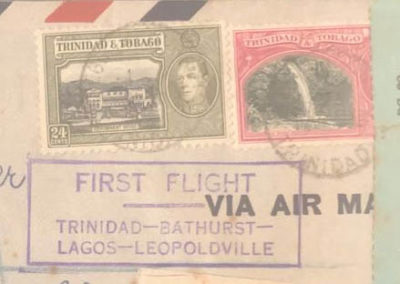 TRINIDAD & TOBAGO
24
CENTS
TRINIDAD & TOBAGO
TRINIDAD
FIRST FLIGHT
VIA AIR MA
TRINIDAD—BATHURST—
LAGOS—LEOPOLDVILLE